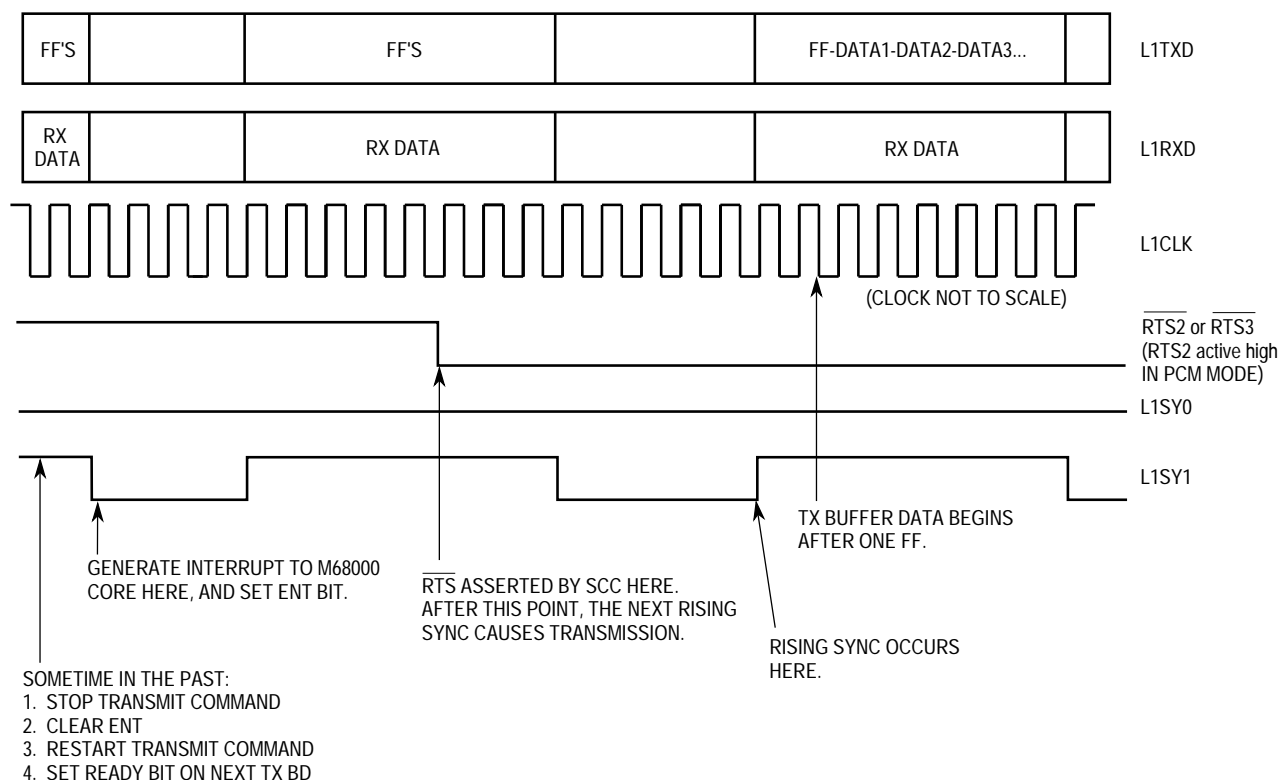 FF'S
FF'S
FF-DATA1-DATA2-DATA3...
L1TXD
RX
DATA
RX DATA
RX DATA
L1RXD
L1CLK
(CLOCK NOT TO SCALE)
RTS2 or RTS3
(RTS2 active high
IN PCM MODE)
L1SY0
L1SY1
TX BUFFER DATA BEGINS
AFTER ONE FF.
GENERATE INTERRUPT TO M68000
CORE HERE, AND SET ENT BIT.
RTS ASSERTED BY SCC HERE.
AFTER THIS POINT, THE NEXT RISING
SYNC CAUSES TRANSMISSION.
RISING SYNC OCCURS
HERE.
SOMETIME IN THE PAST:
1. STOP TRANSMIT COMMAND
2. CLEAR ENT
3. RESTART TRANSMIT COMMAND
4. SET READY BIT ON NEXT TX BD